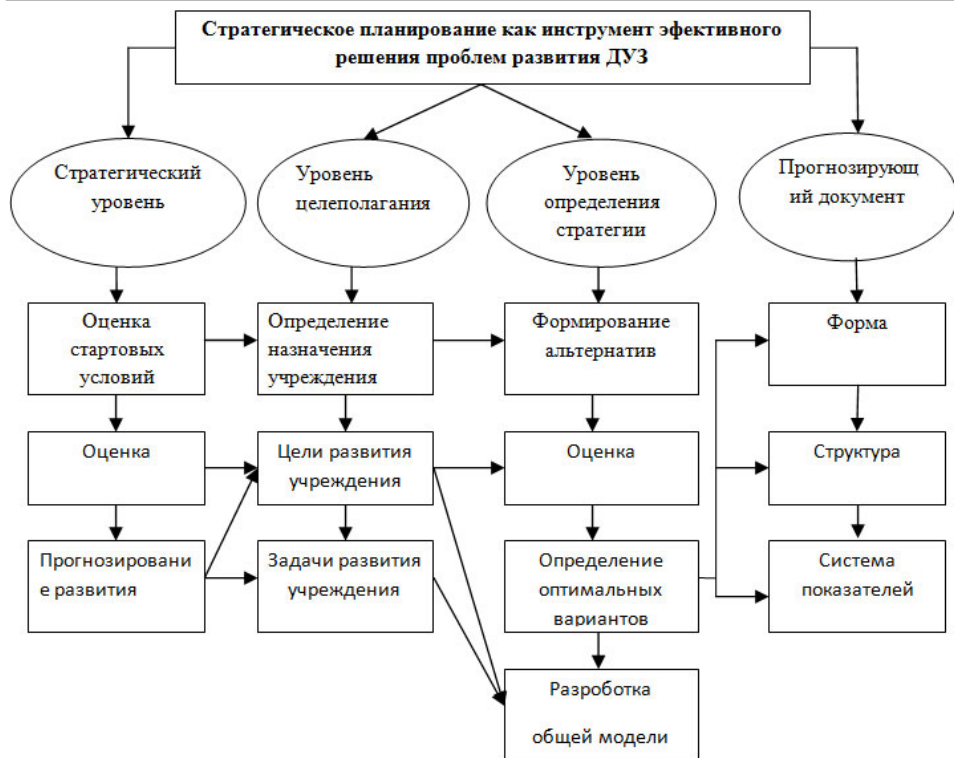 Стратегическое планирование как инструмент эфективного
решения проблем развития ДУЗ
Стратегический
уровень
Уровень
целеполагания
Уровень
определения
стратегии
Прогнозирующ
ий документ
Оценка
стартовых
условий
Определение
назначения
учреждения
Формирование
альтернатив
Форма
Оценка
Цели развития
учреждения
Оценка
Структура
Прогнозировани
е развития
Задачи развития
учреждения
Определение
оптимальных
вариантов
Система
показателей
Разроботка
общей модели